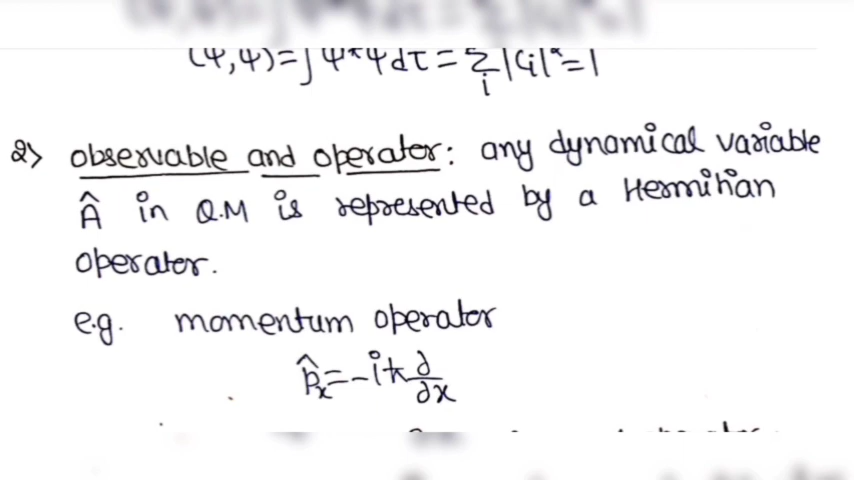 (Ψ,Ψ)=∫Ψ*Ψdτ=Σ|Ci|²=1
i
2> observable and operator: any dynamical variable
Â in Q.M is represented by a Hermitian
operator.
e.g. momentum operator
p̂x=-iħ ∂/∂x